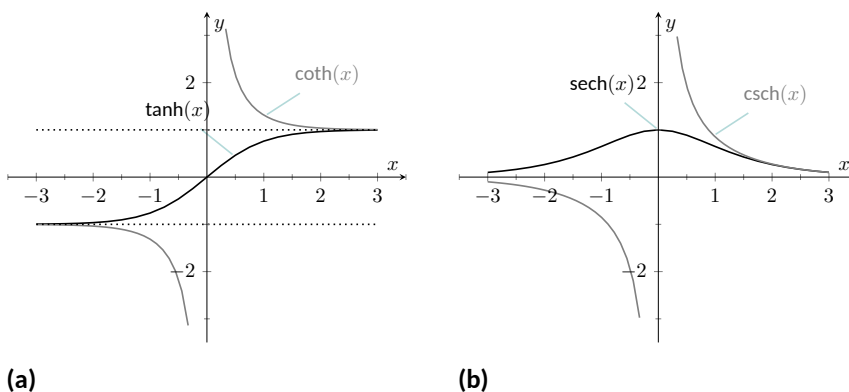 y
2
coth(x)
tanh(x)
x
−3 −2 −1 1 2 3
−2
(a)
y
sech(x) 2
csch(x)
x
−3 −2 −1 1 2 3
−2
(b)